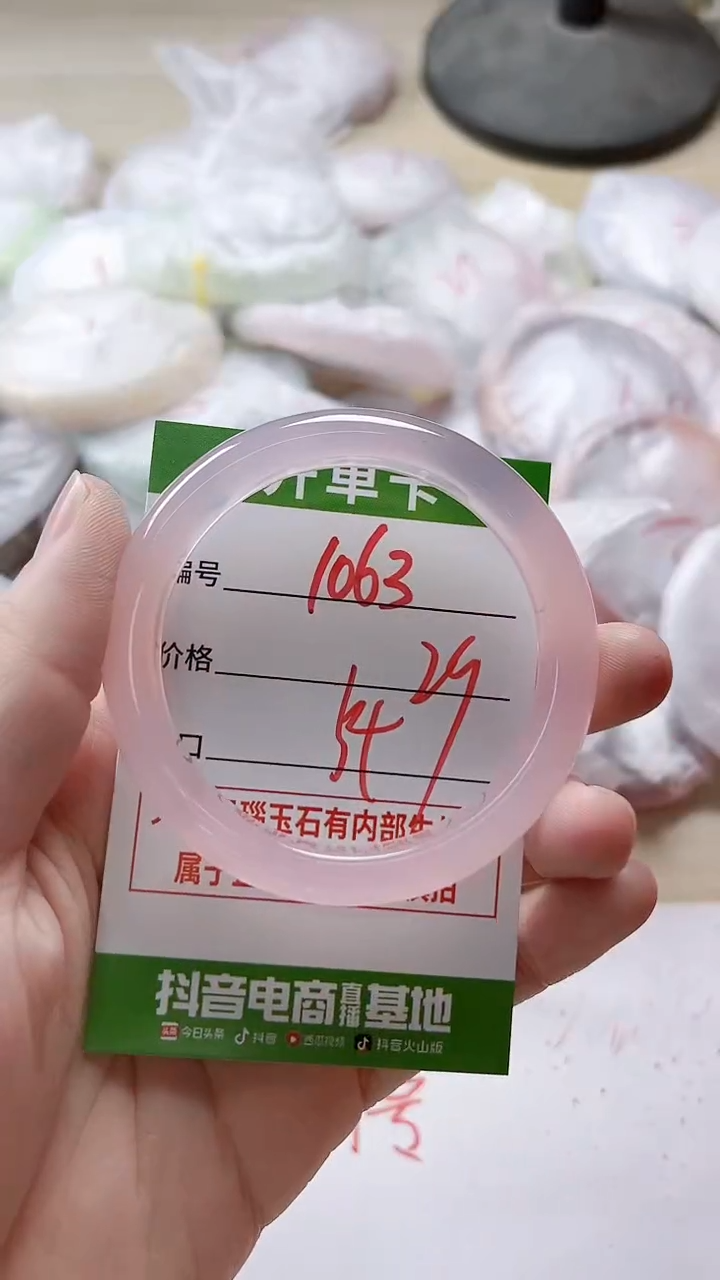 开单卡
编号 1063
价格 29
口 54
玉石有内部
属于
抖音电商直播基地
今日头条 抖音 西瓜视频 抖音火山版
号